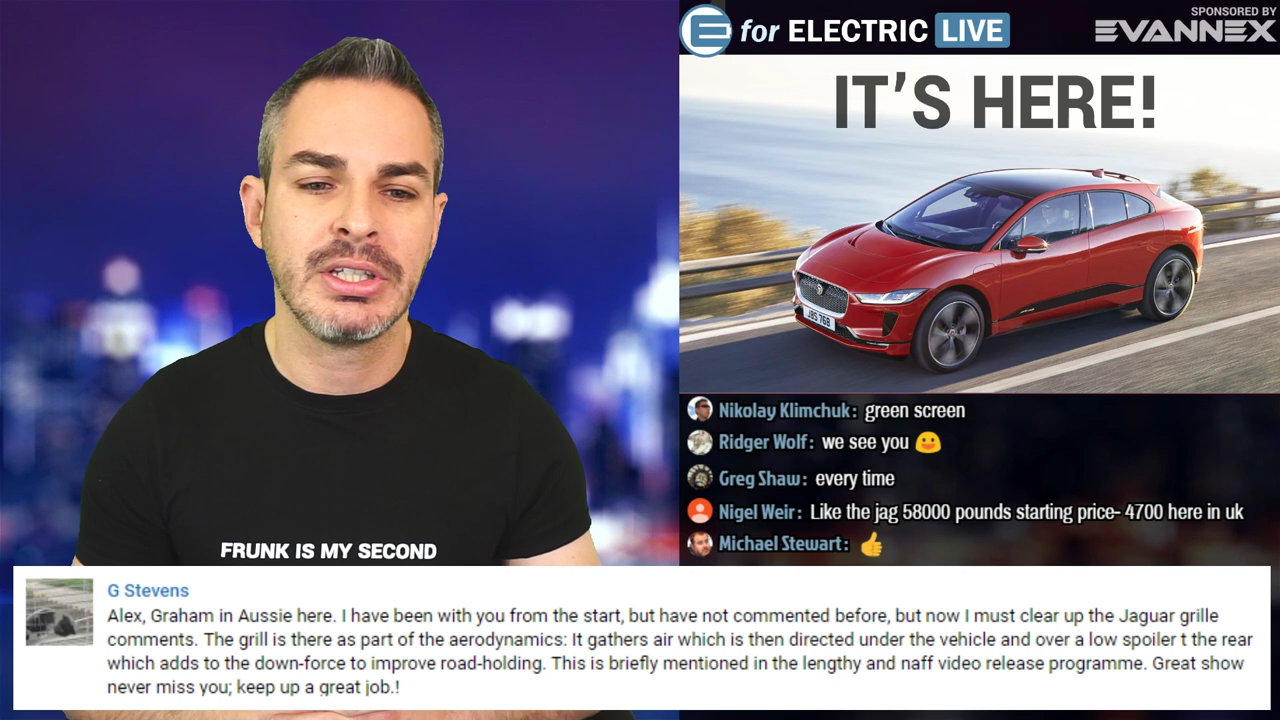 E for ELECTRIC LIVE
SPONSORED BY
EVANNEX
IT'S HERE!
J85 768
Nikolay Klimchuk: green screen
Ridger Wolf: we see you 😃
Greg Shaw: every time
Nigel Weir: Like the jag 58000 pounds starting price- 4700 here in uk
Michael Stewart: 👍
FRUNK IS MY SECOND
G Stevens
Alex, Graham in Aussie here. I have been with you from the start, but have not commented before, but now I must clear up the Jaguar grille
comments. The grill is there as part of the aerodynamics: It gathers air which is then directed under the vehicle and over a low spoiler t the rear
which adds to the down-force to improve road-holding. This is briefly mentioned in the lengthy and naff video release programme. Great show
never miss you; keep up a great job.!